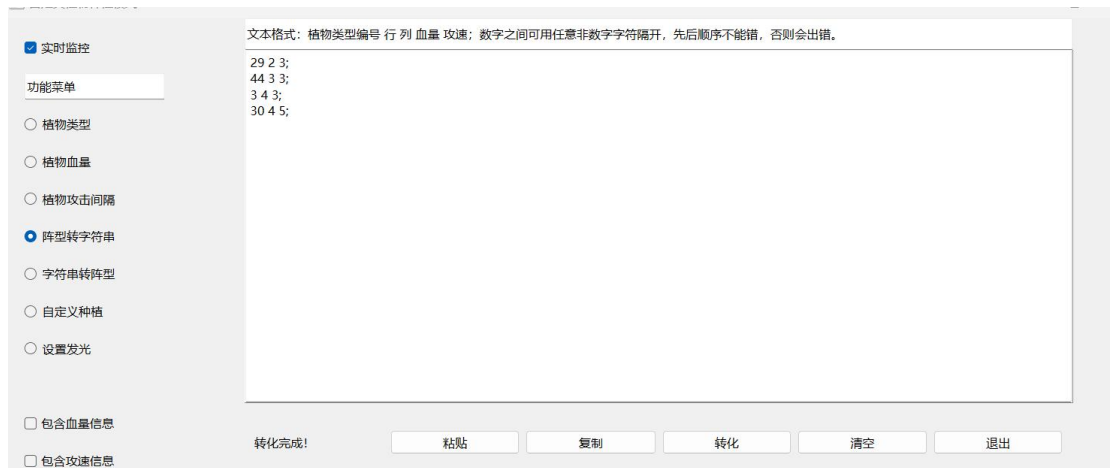 实时监控
功能菜单
植物类型
植物血量
植物攻击间隔
阵型转字符串
字符串转阵型
自定义种植
设置发光
包含血量信息
包含攻速信息
文本格式：植物类型编号 行 列 血量 攻速；数字之间可用任意非数字字符隔开，先后顺序不能错，否则会出错。
29 2 3;
44 3 3;
3 4 3;
30 4 5;
转化完成!
粘贴
复制
转化
清空
退出